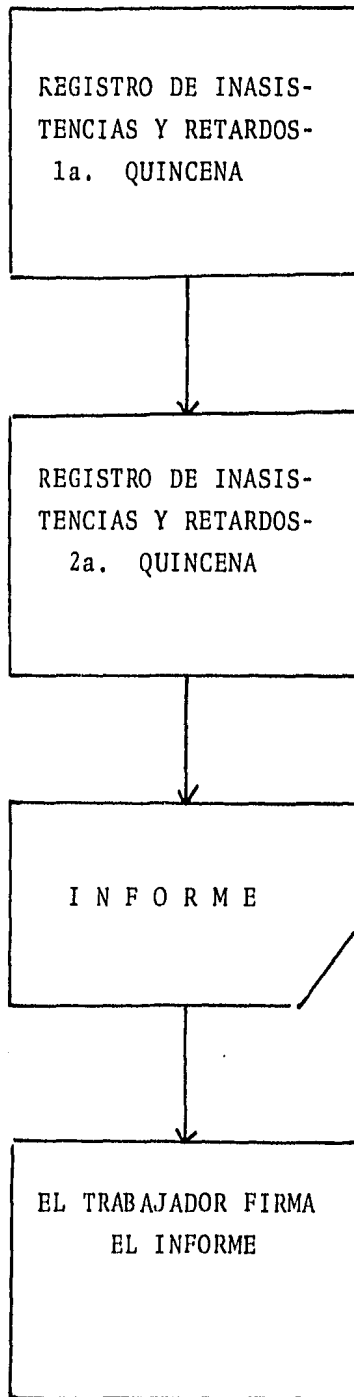 REGISTRO DE INASIS-
TENCIAS Y RETARDOS-
1a. QUINCENA
REGISTRO DE INASIS-
TENCIAS Y RETARDOS-
2a. QUINCENA
I N F O R M E
EL TRABAJADOR FIRMA
EL INFORME